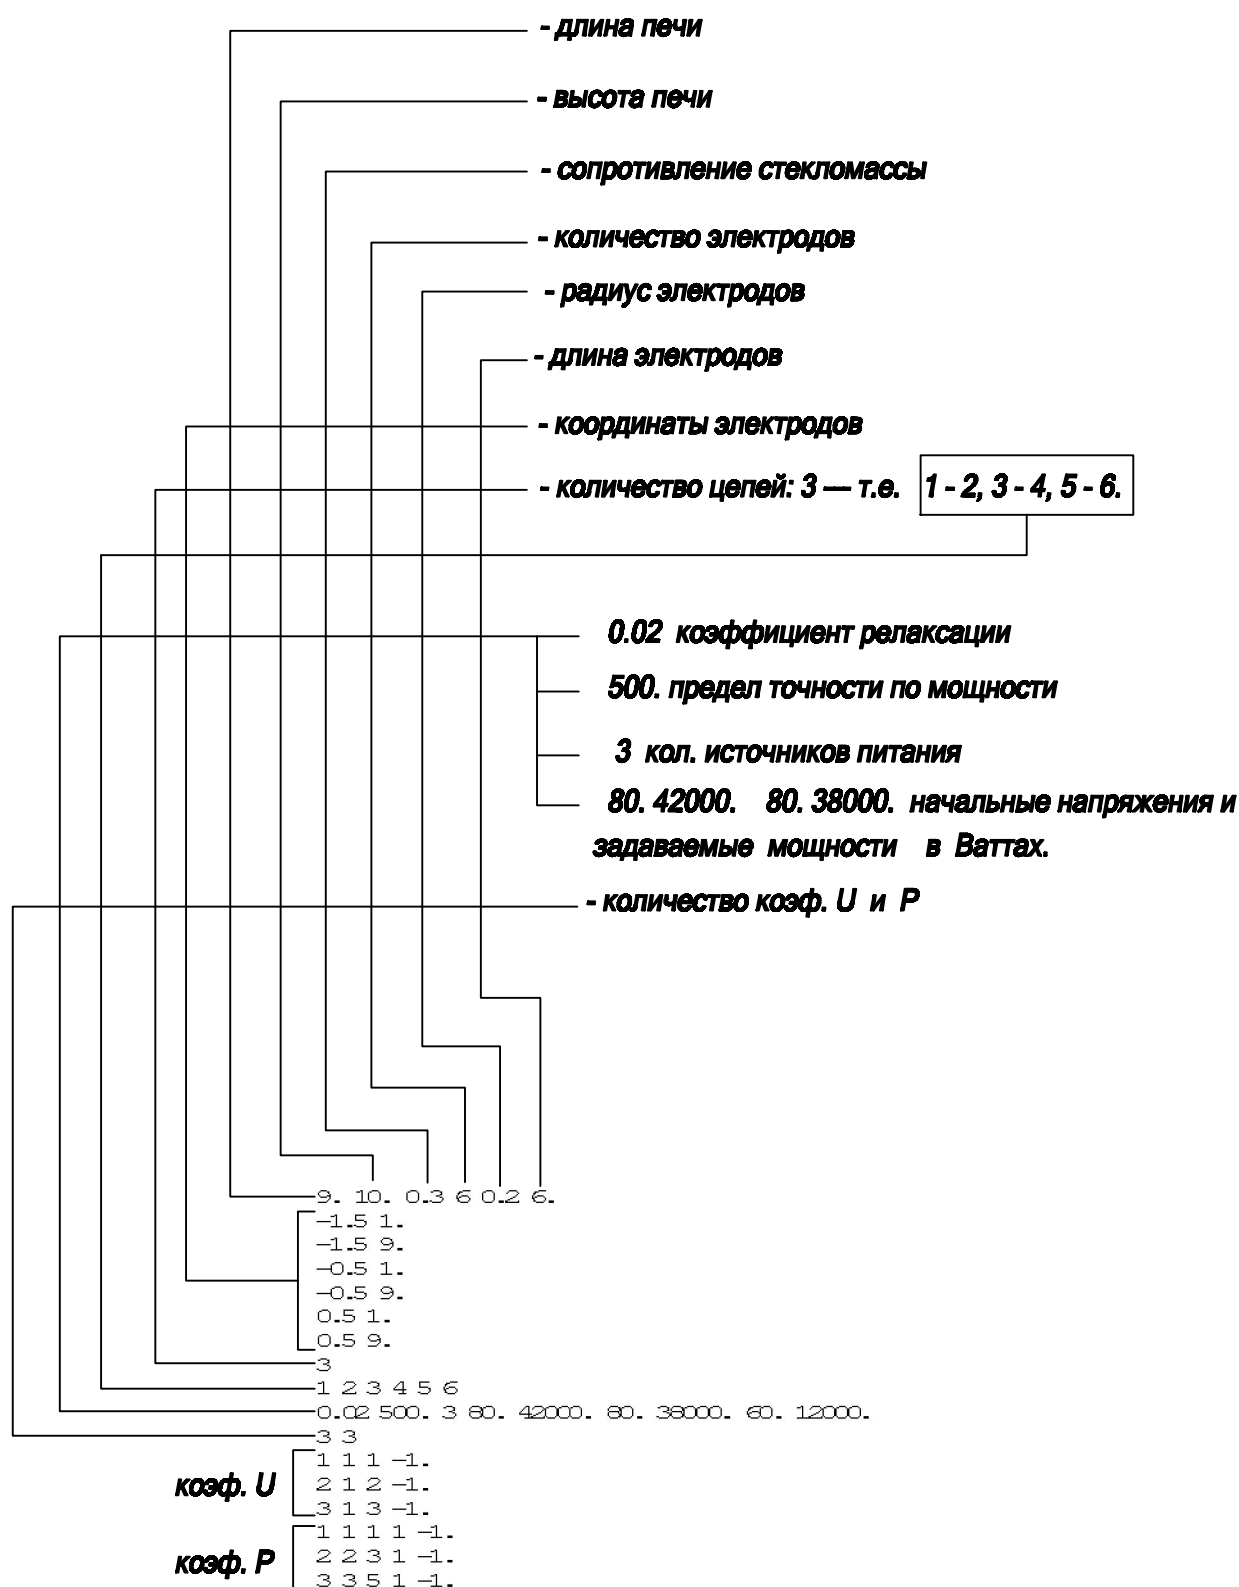 - длина печи
- высота печи
- сопротивление стекломассы
- количество электродов
- радиус электродов
- длина электродов
- координаты электродов
- количество цепей: 3 — т.е. 1 - 2, 3 - 4, 5 - 6.
0.02 коэффициент релаксации
500. предел точности по мощности
3 кол. источников питания
80. 42000. 80. 38000. начальные напряжения и
задаваемые мощности в Ваттах.
- количество коэф. U и P
9. 10. 0.3 6 0.2 6.
-1.5 1.
-1.5 9.
-0.5 1.
-0.5 9.
0.5 1.
0.5 9.
3
1 2 3 4 5 6
0.02 500. 3 80. 42000. 80. 38000. 60. 12000.
3 3
1 1 1 -1.
коэф. U 2 1 2 -1.
3 1 3 -1.
1 1 1 1 -1.
коэф. P 2 2 3 1 -1.
3 3 5 1 -1.